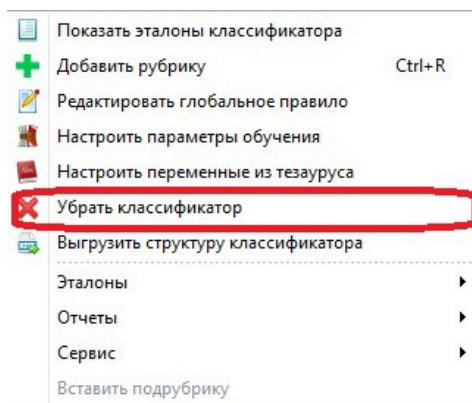 Показать эталоны классификатора
Добавить рубрику Ctrl+R
Редактировать глобальное правило
Настроить параметры обучения
Настроить переменные из тезауруса
Убрать классификатор
Выгрузить структуру классификатора
Эталоны
Отчеты
Сервис
Вставить подрубрику